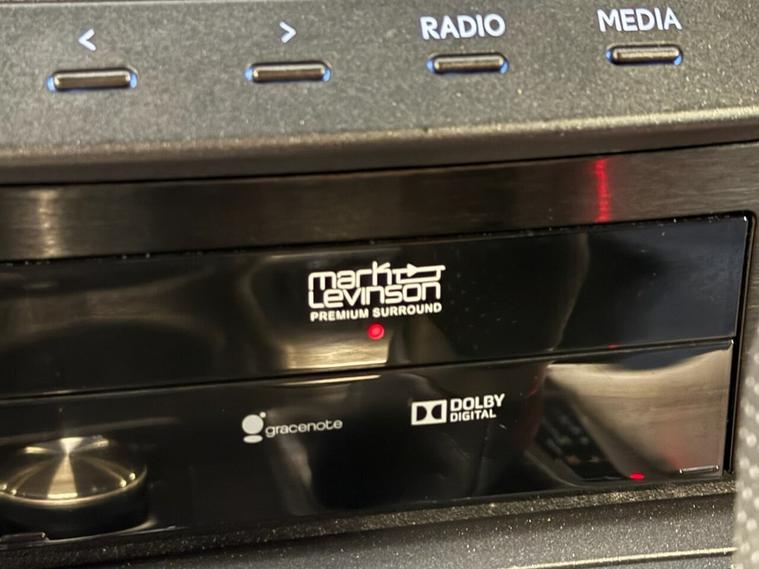 < > RADIO MEDIA
mark
Levinson
PREMIUM SURROUND
gracenote
DOLBY
DIGITAL